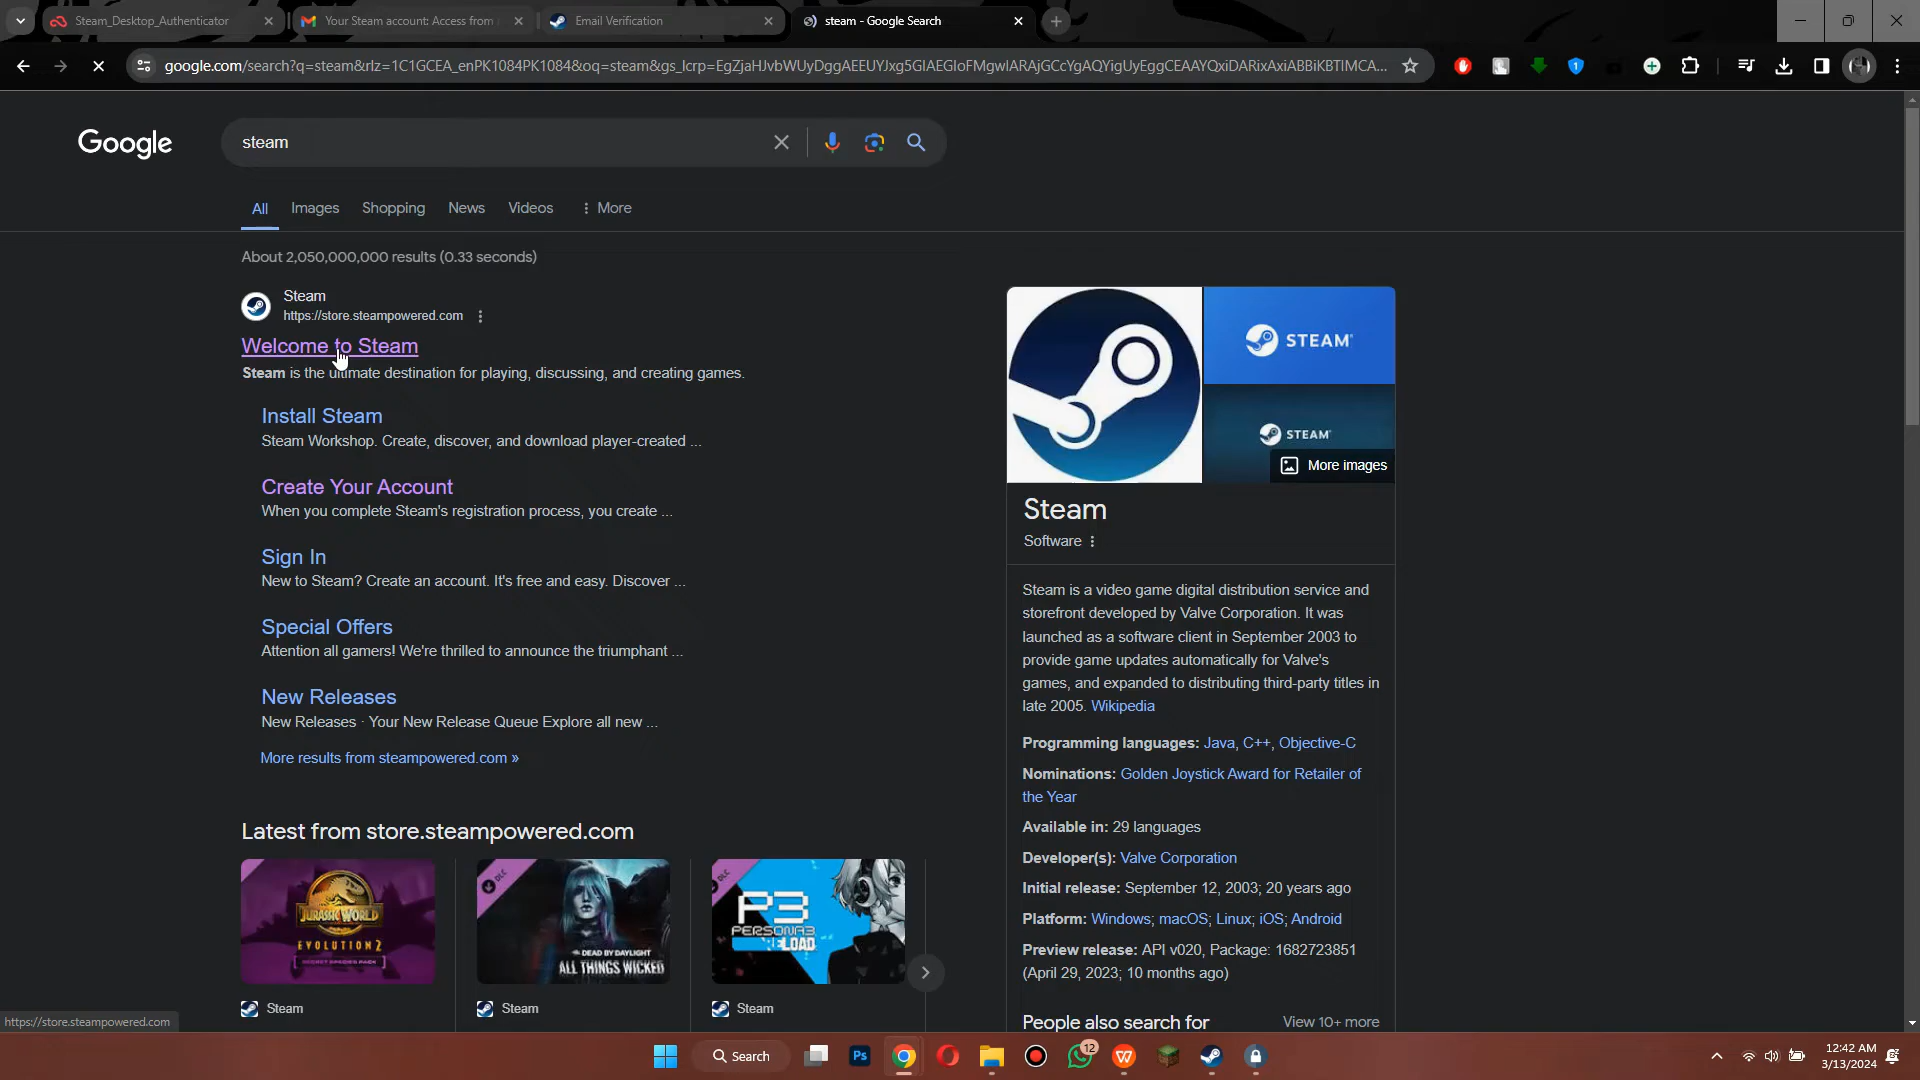 Steam_Desktop_Authenticator
Your Steam account: Access from
Email Verification
steam - Google Search
google.com/search?q=steam&rlz=1C1GCEA_enPK1084PK1084&oq=steam&gs_lcrp=EgZjaHJvbWUyDggAEEUYJxg5GIAEGIoFMgwIARAjGCcYgAQYigUyEggCEAAYQxiDARixAxiABBiKBTIMCA...
Google
steam
All Images Shopping News Videos More
About 2,050,000,000 results (0.33 seconds)
Steam
https://store.steampowered.com
Welcome to Steam
Steam is the ultimate destination for playing, discussing, and creating games.
Install Steam
Steam Workshop. Create, discover, and download player-created ...
Create Your Account
When you complete Steam's registration process, you create ...
Sign In
New to Steam? Create an account. It's free and easy. Discover ...
Special Offers
Attention all gamers! We're thrilled to announce the triumphant ...
New Releases
New Releases · Your New Release Queue Explore all new ...
More results from steampowered.com »
Latest from store.steampowered.com
JURASSIC WORLD
EVOLUTION 2
SECRET SPECIES PACK
Steam
DLC
DEAD BY DAYLIGHT
ALL THINGS WICKED
Steam
DLC
P3
PERSONA3
RELOAD
Steam
STEAM
STEAM
More images
Steam
Software
Steam is a video game digital distribution service and
storefront developed by Valve Corporation. It was
launched as a software client in September 2003 to
provide game updates automatically for Valve's
games, and expanded to distributing third-party titles in
late 2005. Wikipedia
Programming languages: Java, C++, Objective-C
Nominations: Golden Joystick Award for Retailer of
the Year
Available in: 29 languages
Developer(s): Valve Corporation
Initial release: September 12, 2003; 20 years ago
Platform: Windows; macOS; Linux; iOS; Android
Preview release: API v020, Package: 1682723851
(April 29, 2023; 10 months ago)
People also search for
View 10+ more
https://store.steampowered.com
Search
Ps
12
W
12:42 AM
3/13/2024